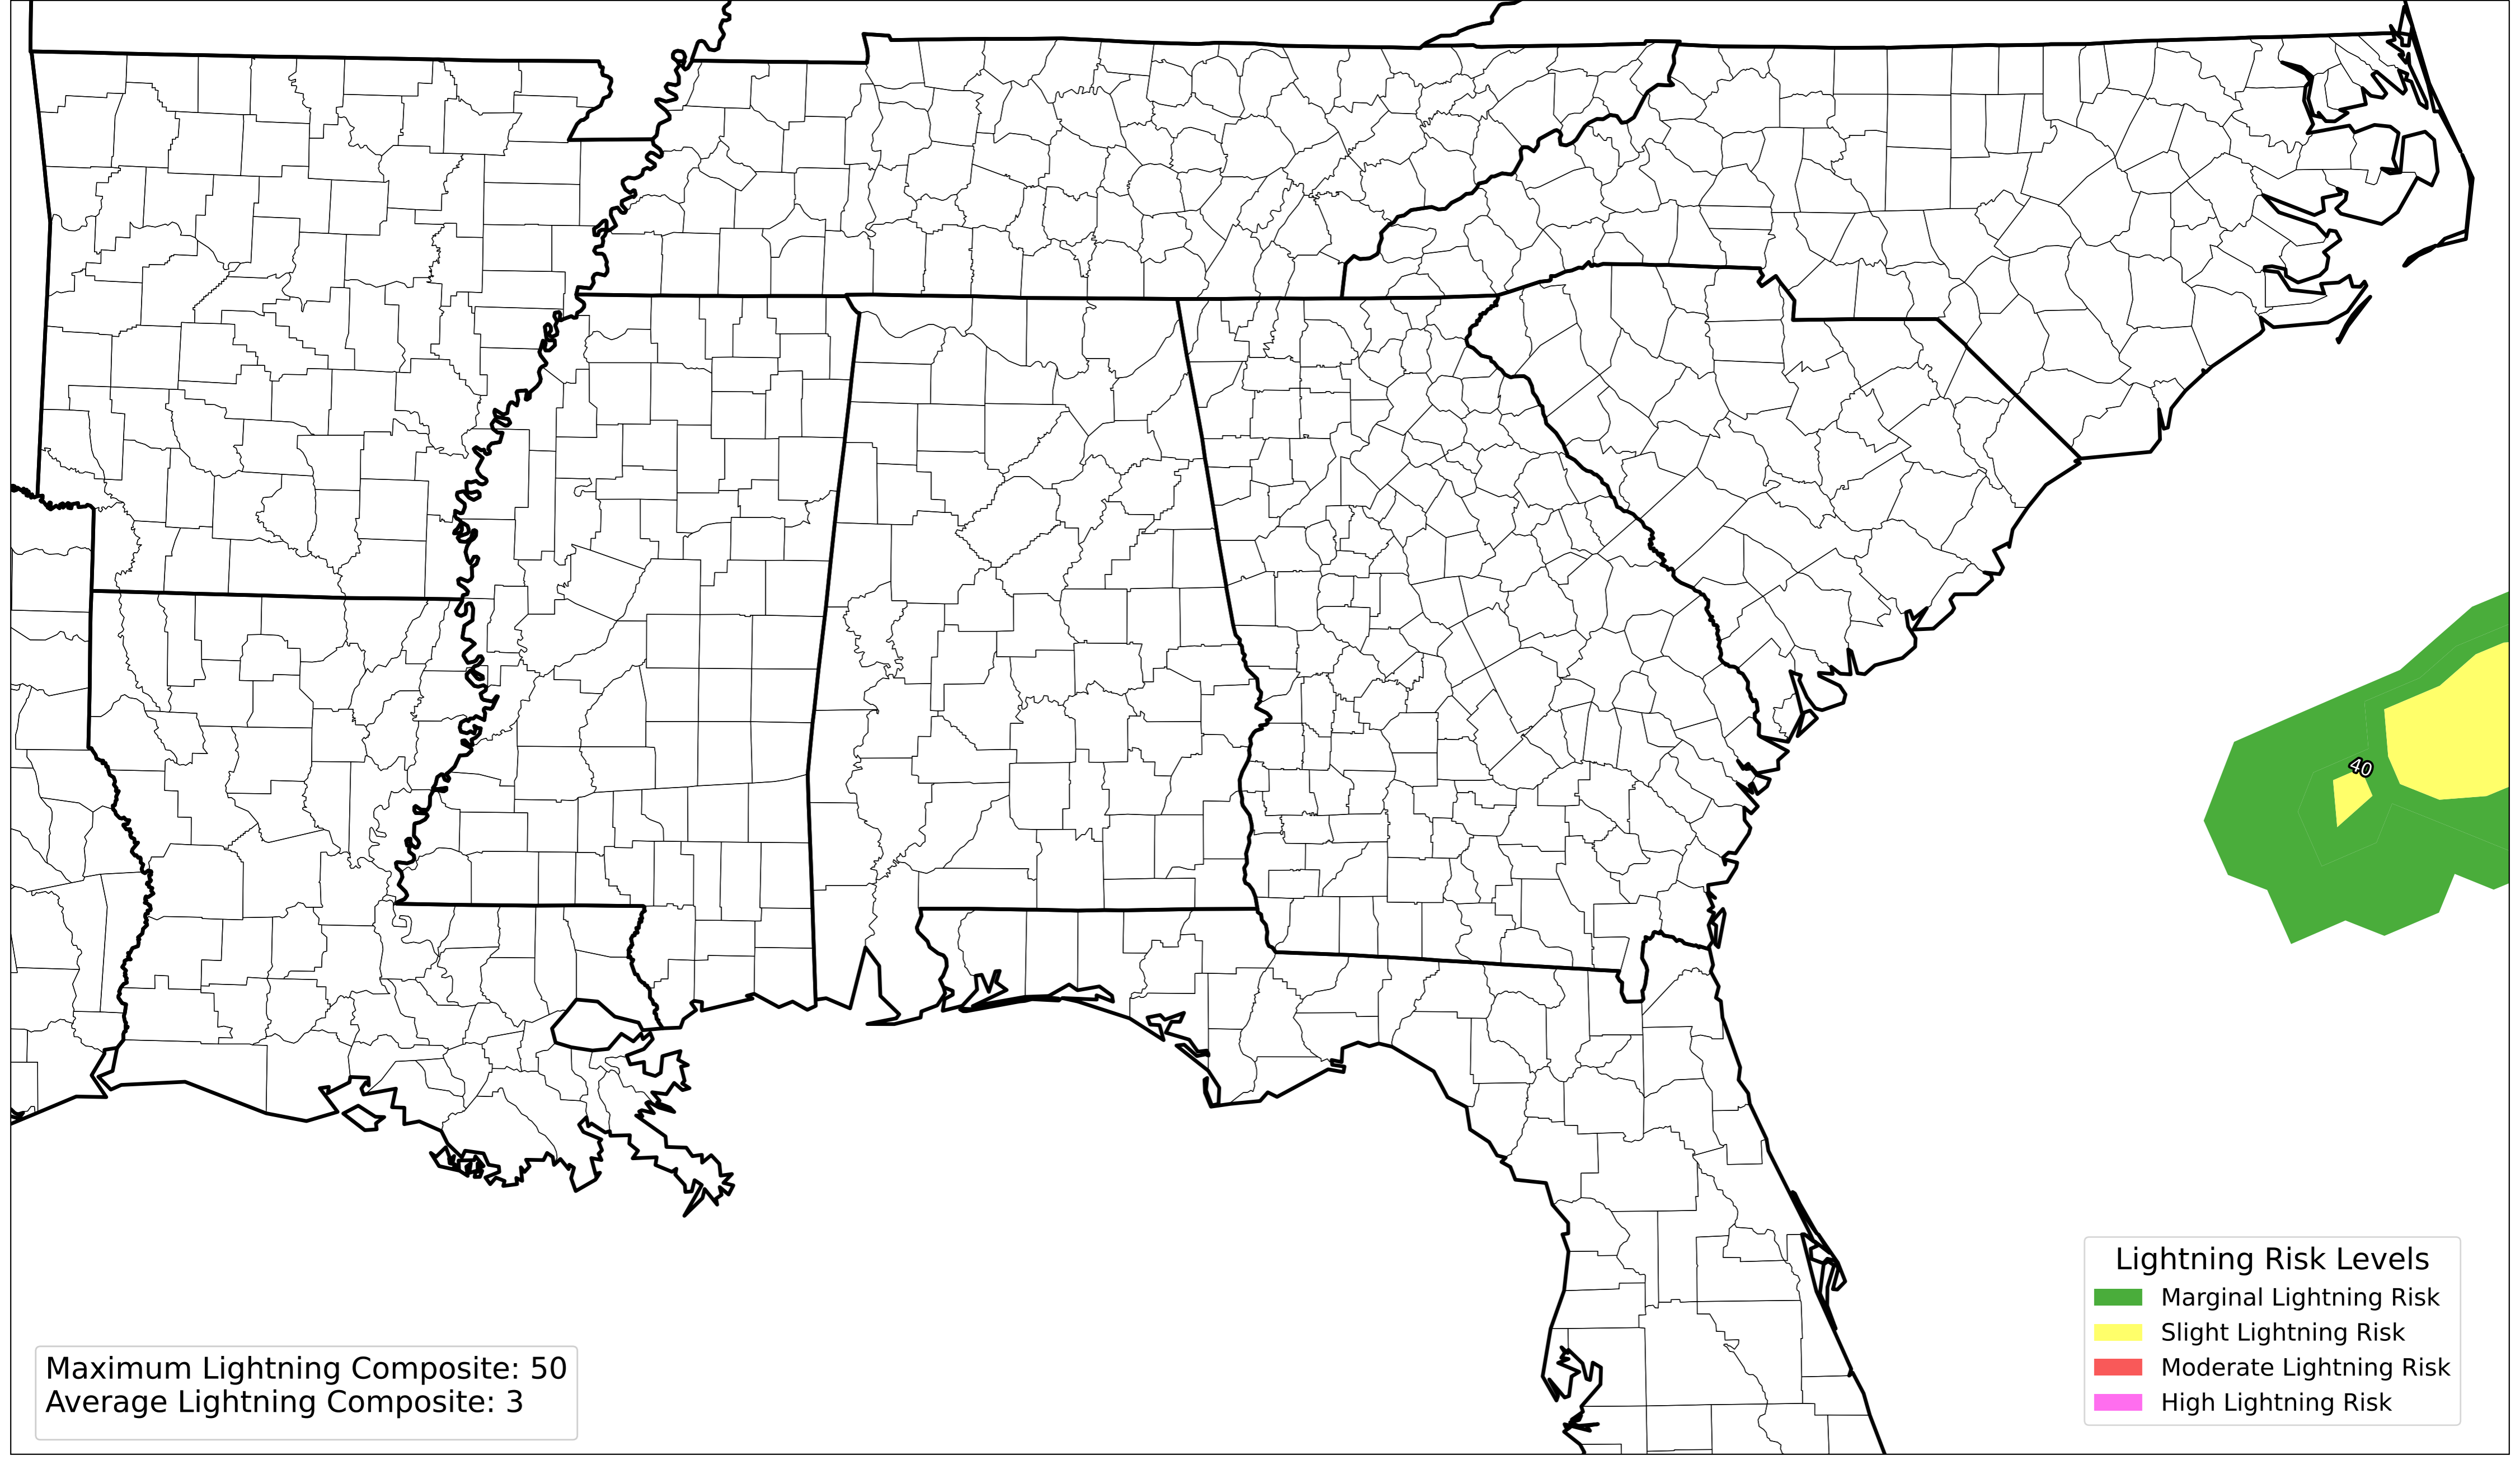 40
Lightning Risk Levels
Marginal Lightning Risk
Slight Lightning Risk
Moderate Lightning Risk
High Lightning Risk
Maximum Lightning Composite: 50
Average Lightning Composite: 3